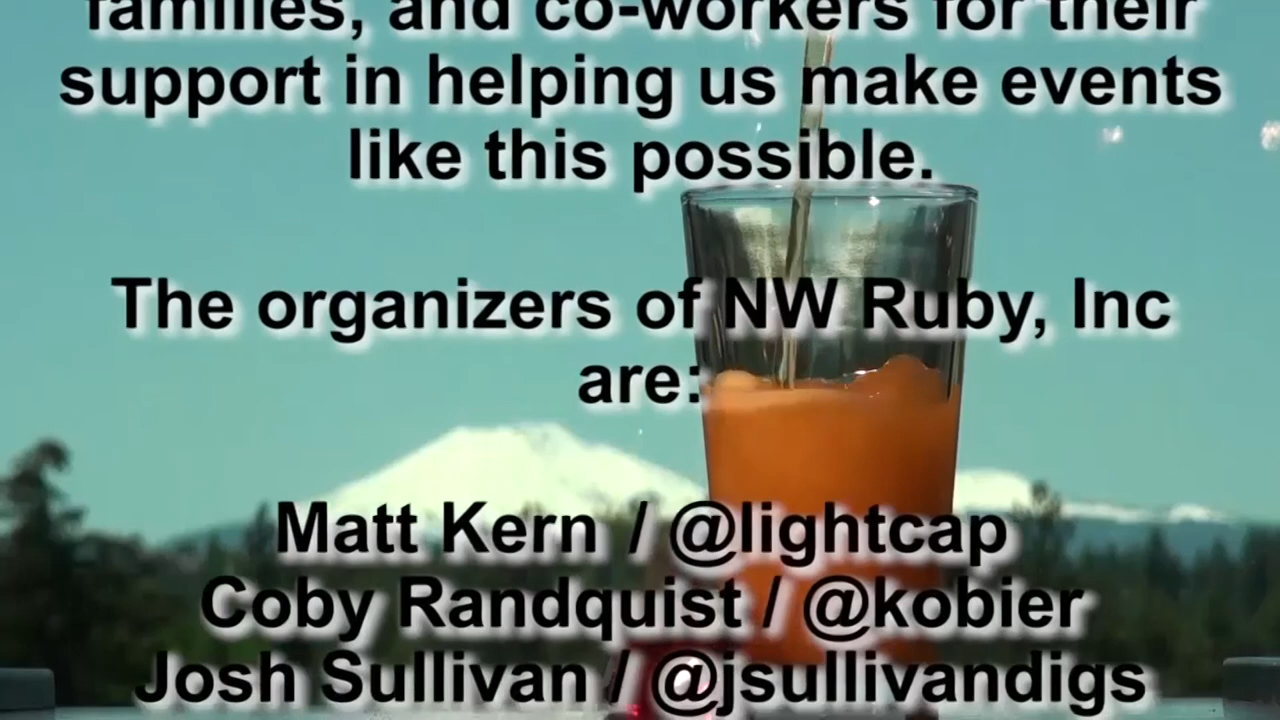 families, and co-workers for their
support in helping us make events
like this possible.
The organizers of NW Ruby, Inc
are:
Matt Kern / @lightcap
Coby Randquist / @kobier
Josh Sullivan / @jsullivandigs